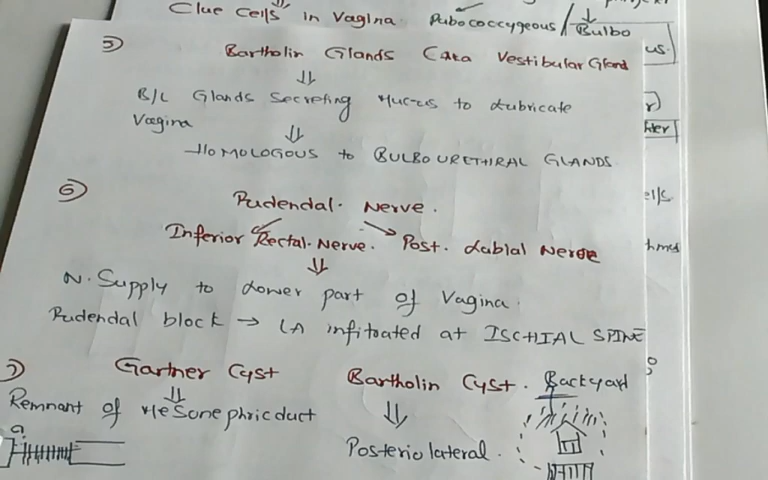 Clue cells in Vagina Pubococcygeous / Bulbo
us.
5)
Bartholin Glands (aka Vestibular Gland
⇓
B/L Glands Secreting Mucus to Lubricate
Vagina
⇓
HOMOLOGOUS to BULBOURETHRAL GLANDS
6)
Pudendal. Nerve.
Inferior Rectal. Nerve. Post. Labial Nerve
⇓
N. Supply to Lower part of Vagina.
Pudendal block → LA infitrated at ISCHIAL SPINE
7)
Gartner Cyst Bartholin Cyst. Backyard
⇓ ⇓
Remnant of Mesonephric duct
Posteriolateral.